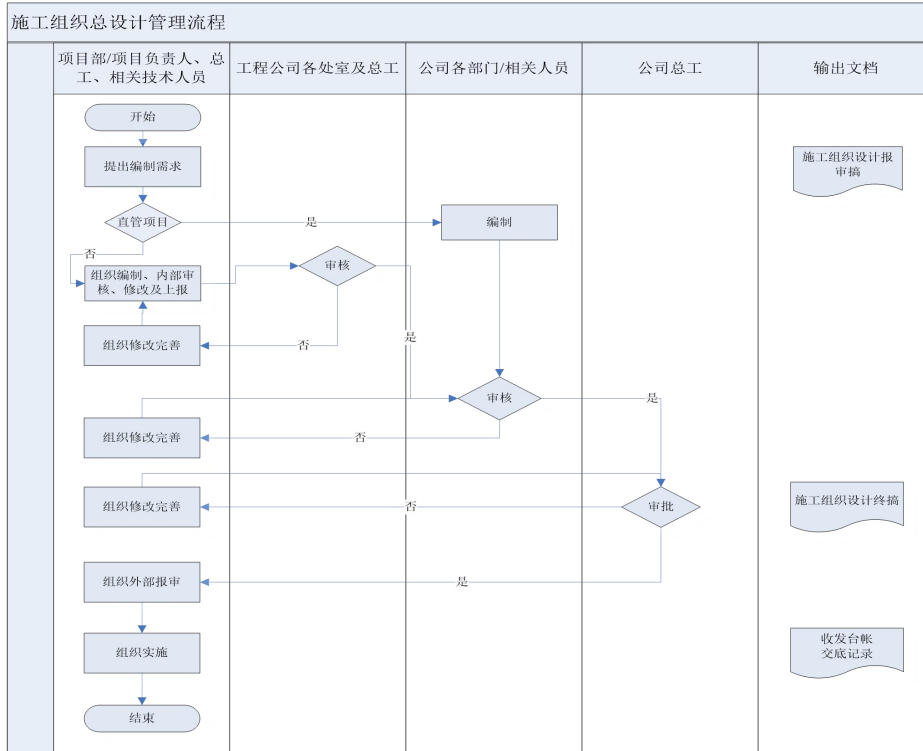 施工组织总设计管理流程
项目部/项目负责人、总
工、相关技术人员
工程公司各处室及总工
公司各部门/相关人员
公司总工
输出文档
开始
提出编制需求
施工组织设计报
审搞
直管项目
是
编制
否
组织编制、内部审
核、修改及上报
审核
组织修改完善
否
是
审核
是
组织修改完善
否
组织修改完善
否
审批
施工组织设计终搞
组织外部报审
是
组织实施
收发台帐
交底记录
结束